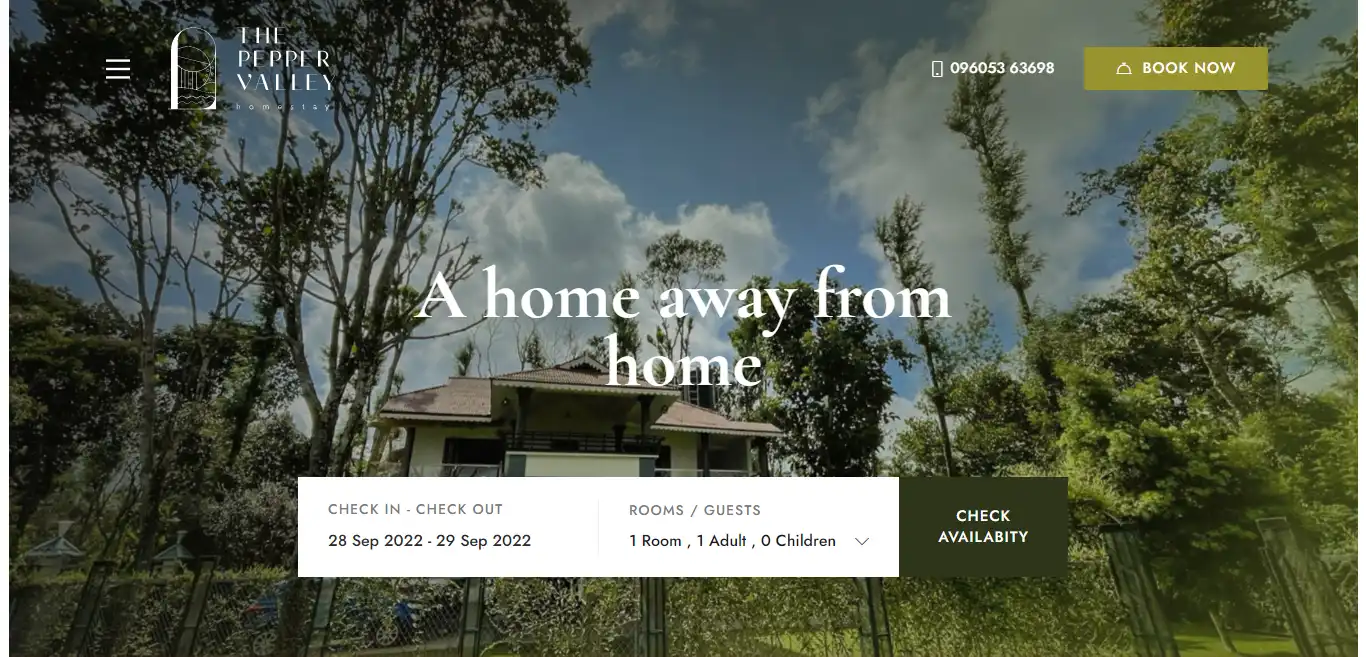 THE
PEPPER
VALLEY
homestay
096053 63698
BOOK NOW
A home away from
home
CHECK IN - CHECK OUT
28 Sep 2022 - 29 Sep 2022
ROOMS / GUESTS
1 Room , 1 Adult , 0 Children
CHECK
AVAILABITY